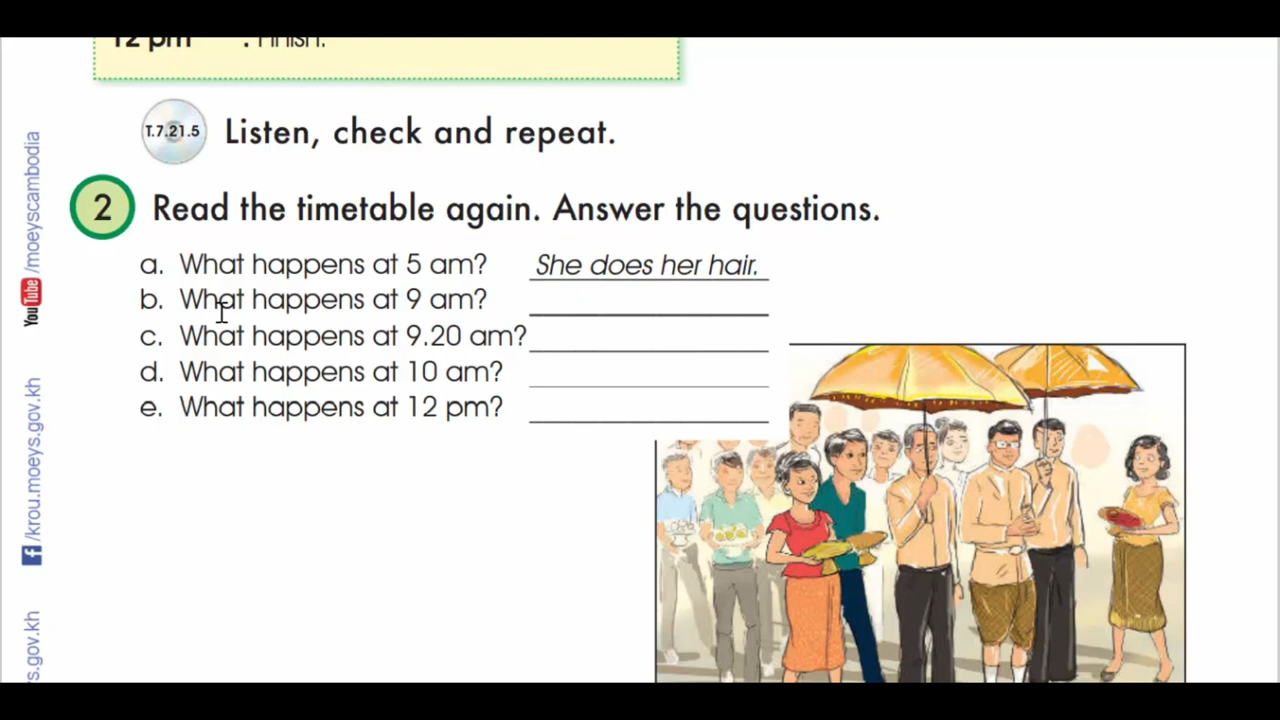 12 pm : Finish.
T.7.21.5 Listen, check and repeat.
2 Read the timetable again. Answer the questions.
a. What happens at 5 am? She does her hair.
b. What happens at 9 am?
c. What happens at 9.20 am?
d. What happens at 10 am?
e. What happens at 12 pm?
YouTube /moeyscambodia
f /krou.moeys.gov.kh
s.gov.kh